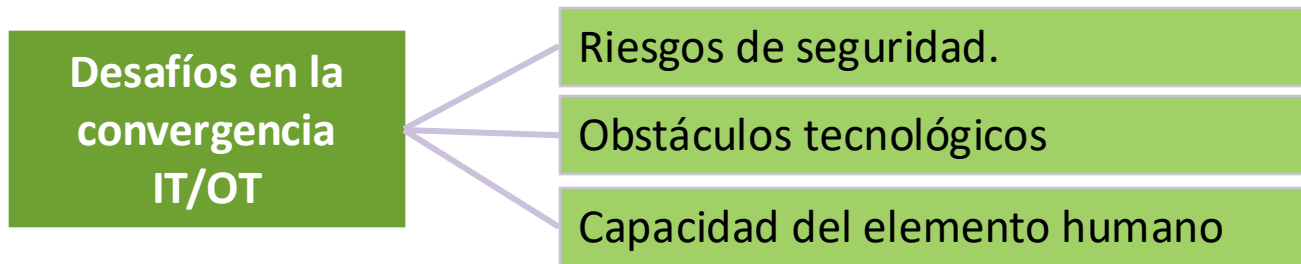 Desafíos en la
convergencia
IT/OT
Riesgos de seguridad.
Obstáculos tecnológicos
Capacidad del elemento humano